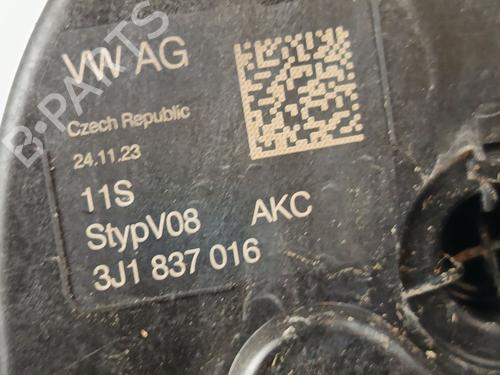 VW AG
Czech Republic
24.11.23
11S
StypV08 AKC
3J1 837 016
B-PARTS